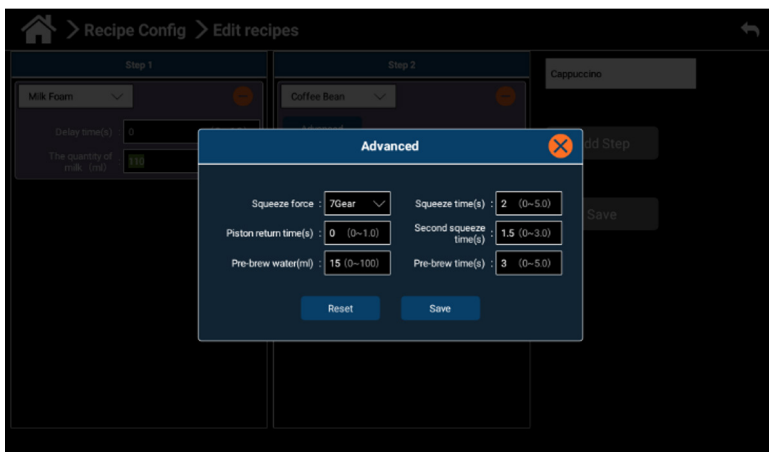 Recipe Config
Edit recipes
Step 1
Step 2
Cappuccino
Milk Foam
Coffee Bean
Delay time(s)
0
The quantity of
milk (ml)
110
Advanced
dd Step
Save
Advanced
Squeeze force : 7Gear
Squeeze time(s) : 2 (0~5.0)
Piston return time(s) : 0 (0~1.0)
Second squeeze
time(s) : 1.5 (0~3.0)
Pre-brew water(ml) : 15 (0~100)
Pre-brew time(s) : 3 (0~5.0)
Reset
Save